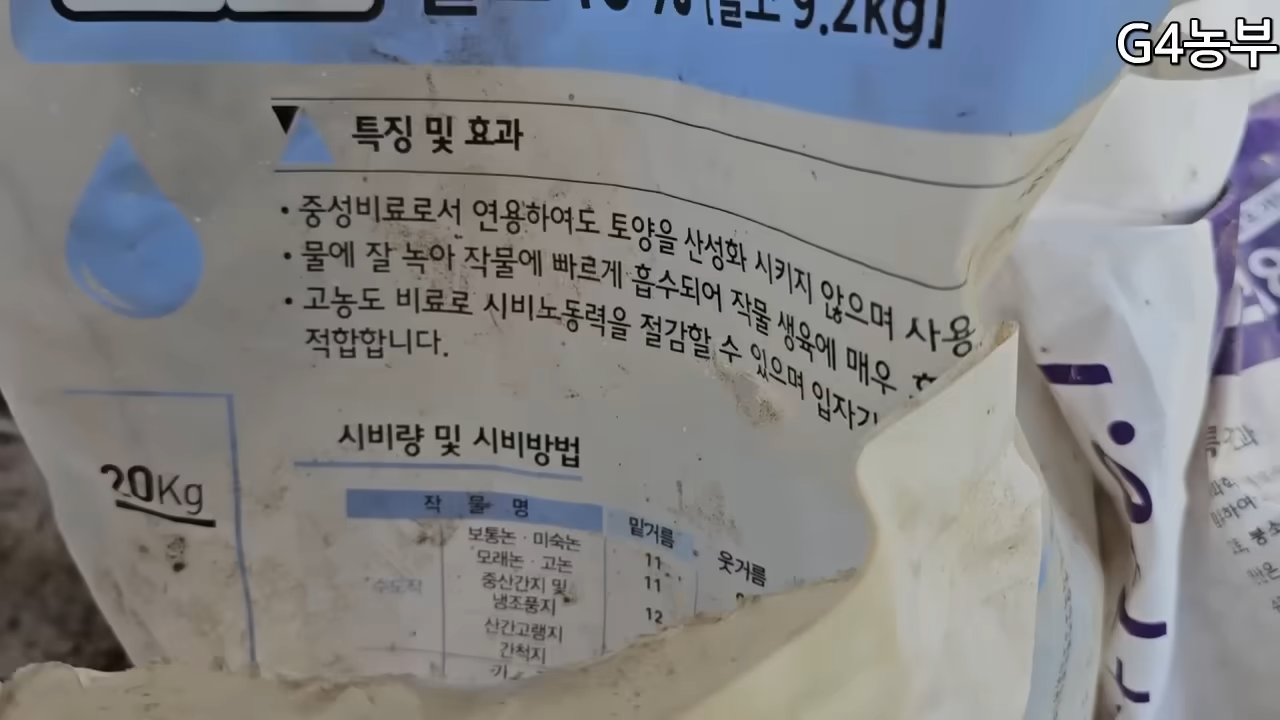 [질소 9.2kg]
G4농부
특징 및 효과
• 중성비료로서 연용하여도 토양을 산성화 시키지 않으며 사용
• 물에 잘 녹아 작물에 빠르게 흡수되어 작물 생육에 매우
• 고농도 비료로 시비노동력을 절감할 수 있으며
적합합니다.
시비량 및 시비방법
20Kg
작 물 명
밑거름
웃거름
보통논 · 미숙논
11
모래논 · 고논
11
수도작
중산간지 및
냉조풍지
12
산간고랭지
간척지